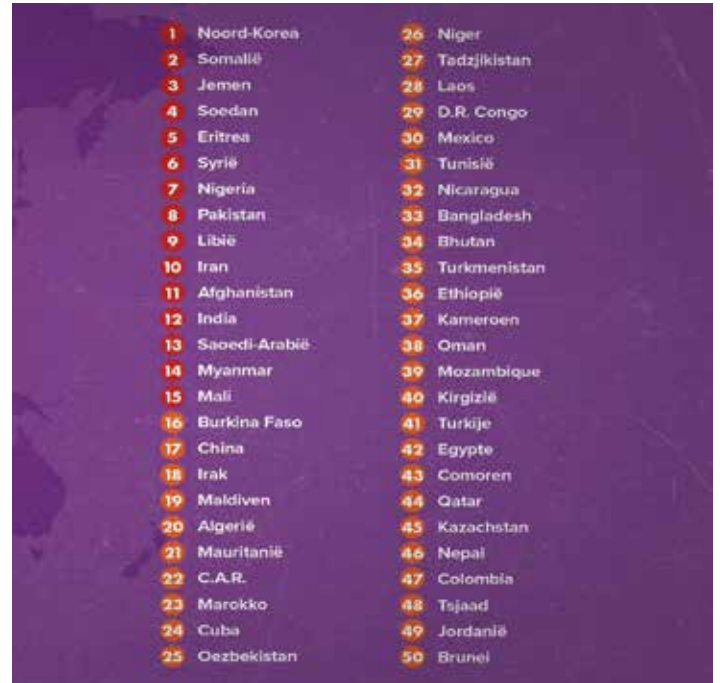 1 Noord-Korea
2 Somalië
3 Jemen
4 Soedan
5 Eritrea
6 Syrië
7 Nigeria
8 Pakistan
9 Libië
10 Iran
11 Afghanistan
12 India
13 Saoedi-Arabië
14 Myanmar
15 Mali
16 Burkina Faso
17 China
18 Irak
19 Maldiven
20 Algerië
21 Mauritanië
22 C.A.R.
23 Marokko
24 Cuba
25 Oezbekistan
26 Niger
27 Tadzjikistan
28 Laos
29 D.R. Congo
30 Mexico
31 Tunisië
32 Nicaragua
33 Bangladesh
34 Bhutan
35 Turkmenistan
36 Ethiopië
37 Kameroen
38 Oman
39 Mozambique
40 Kirgizië
41 Turkije
42 Egypte
43 Comoren
44 Qatar
45 Kazachstan
46 Nepal
47 Colombia
48 Tsjaad
49 Jordanië
50 Brunei